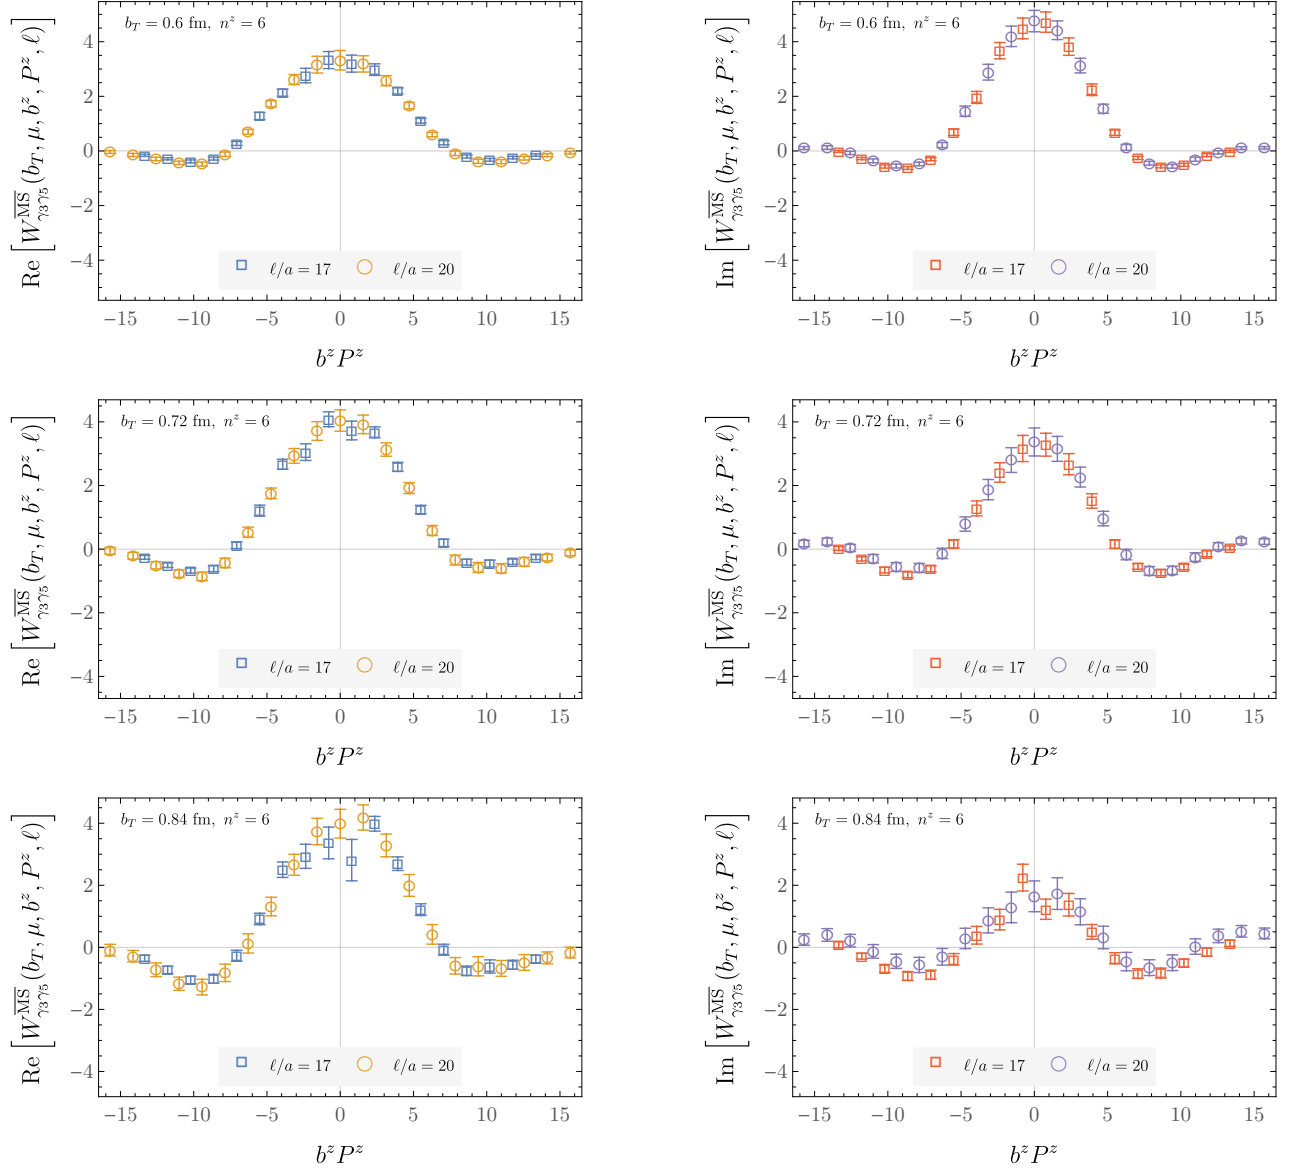 b_T = 0.6 fm, n^z = 6
Re [W^{\overline{MS}}_{γ_3γ_5}(b_T, μ, b^z, P^z, ℓ)]
4
2
0
−2
−4
ℓ/a = 17 ℓ/a = 20
−15 −10 −5 0 5 10 15
b^z P^z
b_T = 0.6 fm, n^z = 6
Im [W^{\overline{MS}}_{γ_3γ_5}(b_T, μ, b^z, P^z, ℓ)]
4
2
0
−2
−4
ℓ/a = 17 ℓ/a = 20
−15 −10 −5 0 5 10 15
b^z P^z
b_T = 0.72 fm, n^z = 6
Re [W^{\overline{MS}}_{γ_3γ_5}(b_T, μ, b^z, P^z, ℓ)]
4
2
0
−2
−4
ℓ/a = 17 ℓ/a = 20
−15 −10 −5 0 5 10 15
b^z P^z
b_T = 0.72 fm, n^z = 6
Im [W^{\overline{MS}}_{γ_3γ_5}(b_T, μ, b^z, P^z, ℓ)]
4
2
0
−2
−4
ℓ/a = 17 ℓ/a = 20
−15 −10 −5 0 5 10 15
b^z P^z
b_T = 0.84 fm, n^z = 6
Re [W^{\overline{MS}}_{γ_3γ_5}(b_T, μ, b^z, P^z, ℓ)]
4
2
0
−2
−4
ℓ/a = 17 ℓ/a = 20
−15 −10 −5 0 5 10 15
b^z P^z
b_T = 0.84 fm, n^z = 6
Im [W^{\overline{MS}}_{γ_3γ_5}(b_T, μ, b^z, P^z, ℓ)]
4
2
0
−2
−4
ℓ/a = 17 ℓ/a = 20
−15 −10 −5 0 5 10 15
b^z P^z